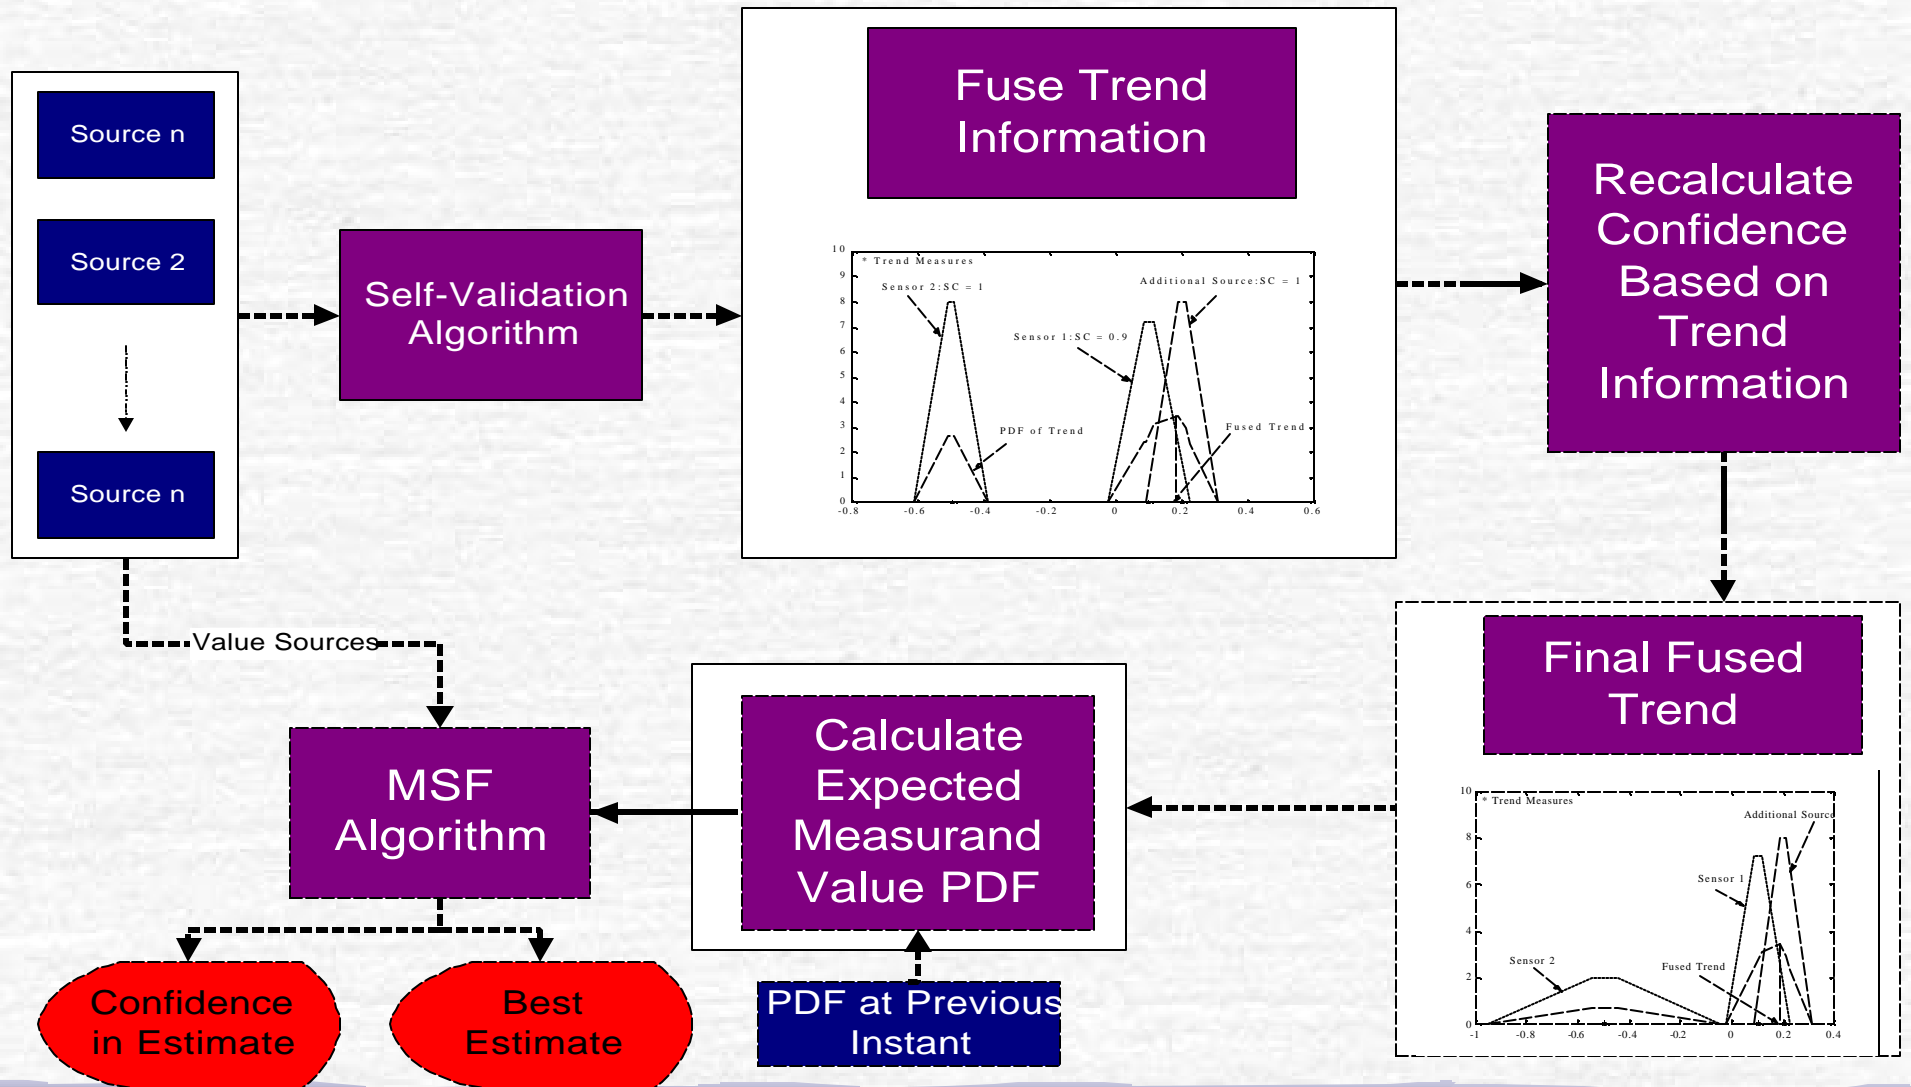 Source n
Source 2
Source n
Self-Validation
Algorithm
Fuse Trend
Information
10
9
8
7
6
5
4
3
2
1
0
* Trend Measures
Sensor 2:SC = 1
Additional Source:SC = 1
Sensor 1:SC = 0.9
PDF of Trend
Fused Trend
-0.8 -0.6 -0.4 -0.2 0 0.2 0.4 0.6
Recalculate
Confidence
Based on
Trend
Information
Value Sources
MSF
Algorithm
Calculate
Expected
Measurand
Value PDF
Final Fused
Trend
10
8
6
4
2
0
* Trend Measures
Additional Source
Sensor 1
Sensor 2
Fused Trend
-1 -0.8 -0.6 -0.4 -0.2 0 0.2 0.4
Confidence
in Estimate
Best
Estimate
PDF at Previous
Instant